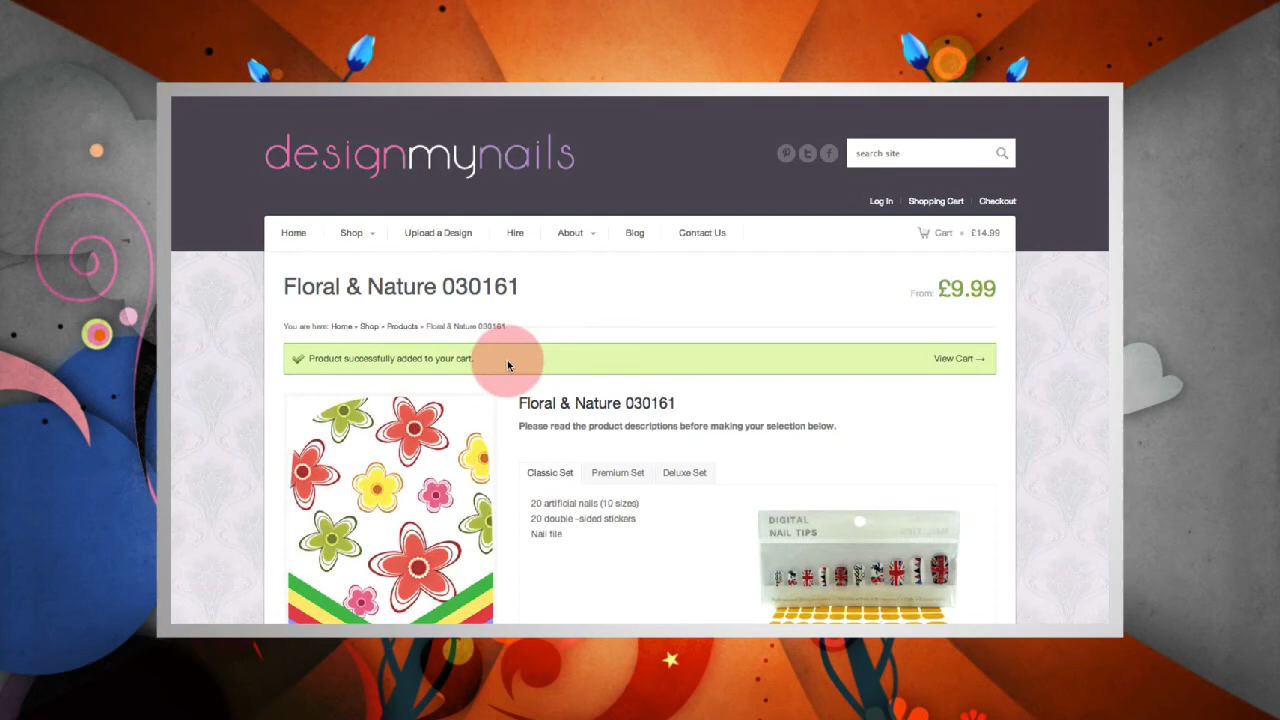 designmynails
search site
Log In
Shopping Cart
Checkout
Home
Shop
Upload a Design
Hire
About
Blog
Contact Us
Cart
£14.99
Floral & Nature 030161
From: £9.99
You are here: Home » Shop » Products » Floral & Nature 030161
Product successfully added to your cart.
View Cart →
Floral & Nature 030161
Please read the product descriptions before making your selection below.
Classic Set
Premium Set
Deluxe Set
20 artificial nails (10 sizes)
20 double -sided stickers
Nail file
DIGITAL
NAIL TIPS